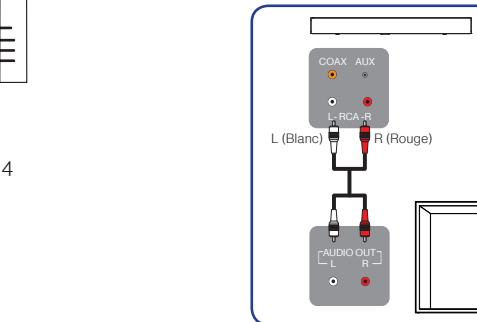 COAX AUX
L- RCA -R
L (Blanc) R (Rouge)
4
AUDIO OUT
L R